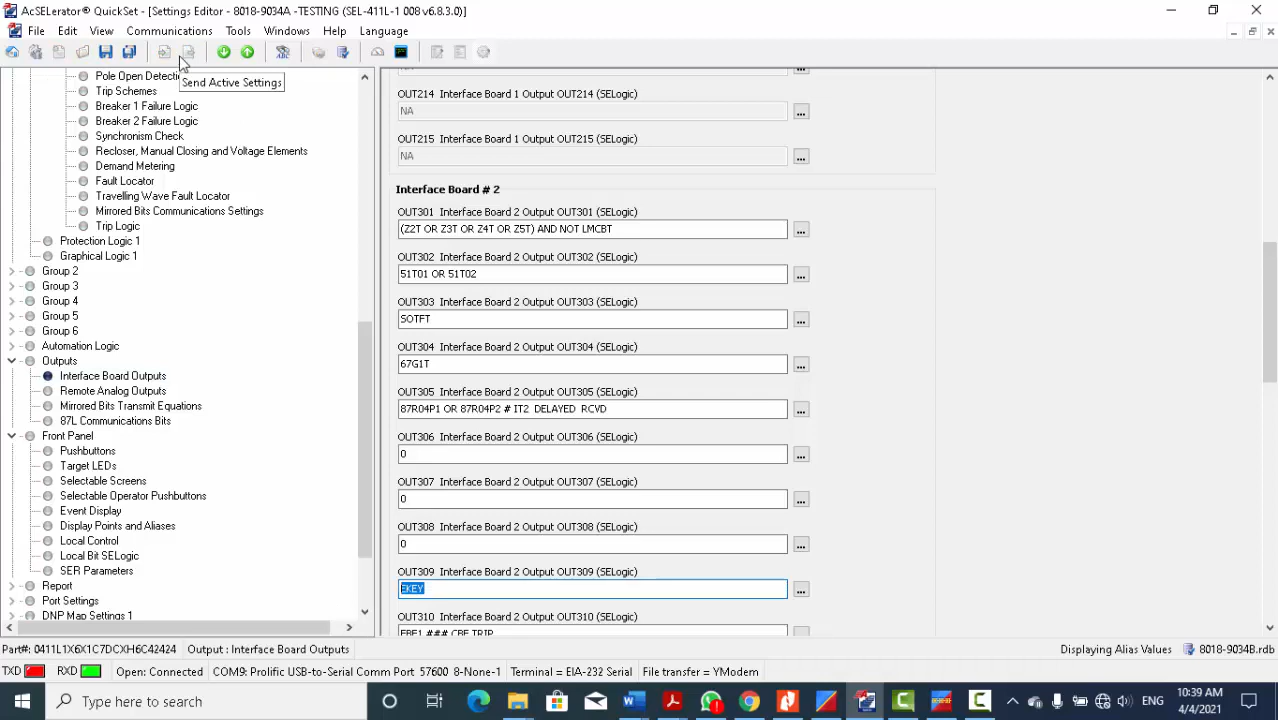 AcSELerator® QuickSet - [Settings Editor - 8018-9034A -TESTING (SEL-411L-1 008 v6.8.3.0)]
File Edit View Communications Tools Windows Help Language
Send Active Settings
Pole Open Detecti
Trip Schemes
Breaker 1 Failure Logic
Breaker 2 Failure Logic
Synchronism Check
Recloser, Manual Closing and Voltage Elements
Demand Metering
Fault Locator
Travelling Wave Fault Locator
Mirrored Bits Communications Settings
Trip Logic
Protection Logic 1
Graphical Logic 1
Group 2
Group 3
Group 4
Group 5
Group 6
Automation Logic
Outputs
Interface Board Outputs
Remote Analog Outputs
Mirrored Bits Transmit Equations
87L Communications Bits
Front Panel
Pushbuttons
Target LEDs
Selectable Screens
Selectable Operator Pushbuttons
Event Display
Display Points and Aliases
Local Control
Local Bit SELogic
SER Parameters
Report
Port Settings
DNP Map Settings 1
NA
...
OUT214 Interface Board 1 Output OUT214 (SELogic)
NA
...
OUT215 Interface Board 1 Output OUT215 (SELogic)
NA
...
Interface Board # 2
OUT301 Interface Board 2 Output OUT301 (SELogic)
(Z2T OR Z3T OR Z4T OR Z5T) AND NOT LMCBT
...
OUT302 Interface Board 2 Output OUT302 (SELogic)
51T01 OR 51T02
...
OUT303 Interface Board 2 Output OUT303 (SELogic)
SOTFT
...
OUT304 Interface Board 2 Output OUT304 (SELogic)
67G1T
...
OUT305 Interface Board 2 Output OUT305 (SELogic)
87R04P1 OR 87R04P2 # IT2 DELAYED RCVD
...
OUT306 Interface Board 2 Output OUT306 (SELogic)
0
...
OUT307 Interface Board 2 Output OUT307 (SELogic)
0
...
OUT308 Interface Board 2 Output OUT308 (SELogic)
0
...
OUT309 Interface Board 2 Output OUT309 (SELogic)
EKEY
...
OUT310 Interface Board 2 Output OUT310 (SELogic)
FBF1 ### CBF TRIP
Part#: 0411L1X6X1C7DCXH6C42424 Output : Interface Board Outputs Displaying Alias Values 8018-9034B.rdb
TXD RXD Open: Connected COM9: Prolific USB-to-Serial Comm Port 57600 8-None-1 Terminal = EIA-232 Serial File transfer = YModem
Type here to search
ENG
10:39 AM
4/4/2021